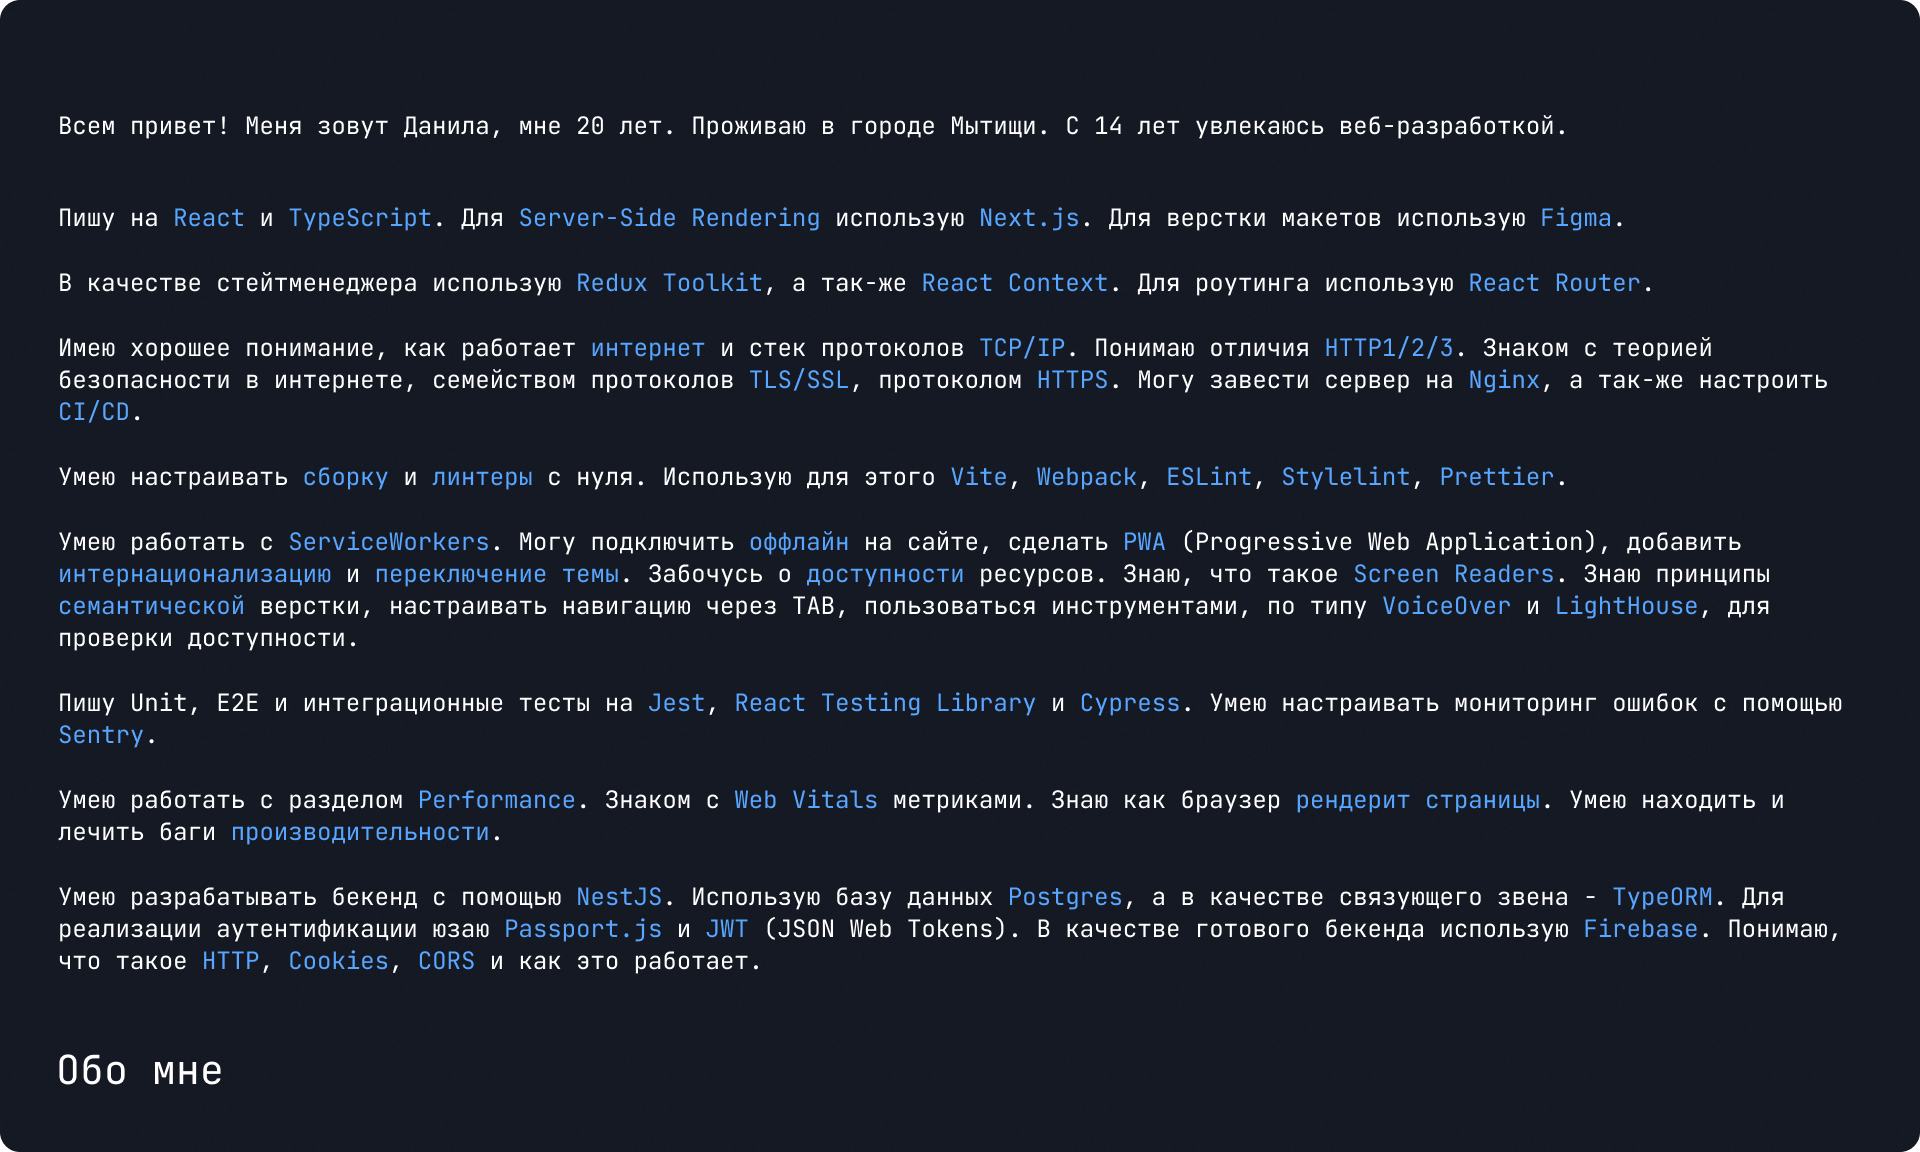 Всем привет! Меня зовут Данила, мне 20 лет. Проживаю в городе Мытищи. С 14 лет увлекаюсь веб-разработкой.
Пишу на React и TypeScript. Для Server-Side Rendering использую Next.js. Для верстки макетов использую Figma.
В качестве стейтменеджера использую Redux Toolkit, а так-же React Context. Для роутинга использую React Router.
Имею хорошее понимание, как работает интернет и стек протоколов TCP/IP. Понимаю отличия HTTP1/2/3. Знаком с теорией
безопасности в интернете, семейством протоколов TLS/SSL, протоколом HTTPS. Могу завести сервер на Nginx, а так-же настроить
CI/CD.
Умею настраивать сборку и линтеры с нуля. Использую для этого Vite, Webpack, ESLint, Stylelint, Prettier.
Умею работать с ServiceWorkers. Могу подключить оффлайн на сайте, сделать PWA (Progressive Web Application), добавить
интернационализацию и переключение темы. Забочусь о доступности ресурсов. Знаю, что такое Screen Readers. Знаю принципы
семантической верстки, настраивать навигацию через TAB, пользоваться инструментами, по типу VoiceOver и LightHouse, для
проверки доступности.
Пишу Unit, E2E и интеграционные тесты на Jest, React Testing Library и Cypress. Умею настраивать мониторинг ошибок с помощью
Sentry.
Умею работать с разделом Performance. Знаком с Web Vitals метриками. Знаю как браузер рендерит страницы. Умею находить и
лечить баги производительности.
Умею разрабатывать бекенд с помощью NestJS. Использую базу данных Postgres, а в качестве связующего звена - TypeORM. Для
реализации аутентификации юзаю Passport.js и JWT (JSON Web Tokens). В качестве готового бекенда использую Firebase. Понимаю,
что такое HTTP, Cookies, CORS и как это работает.
Обо мне